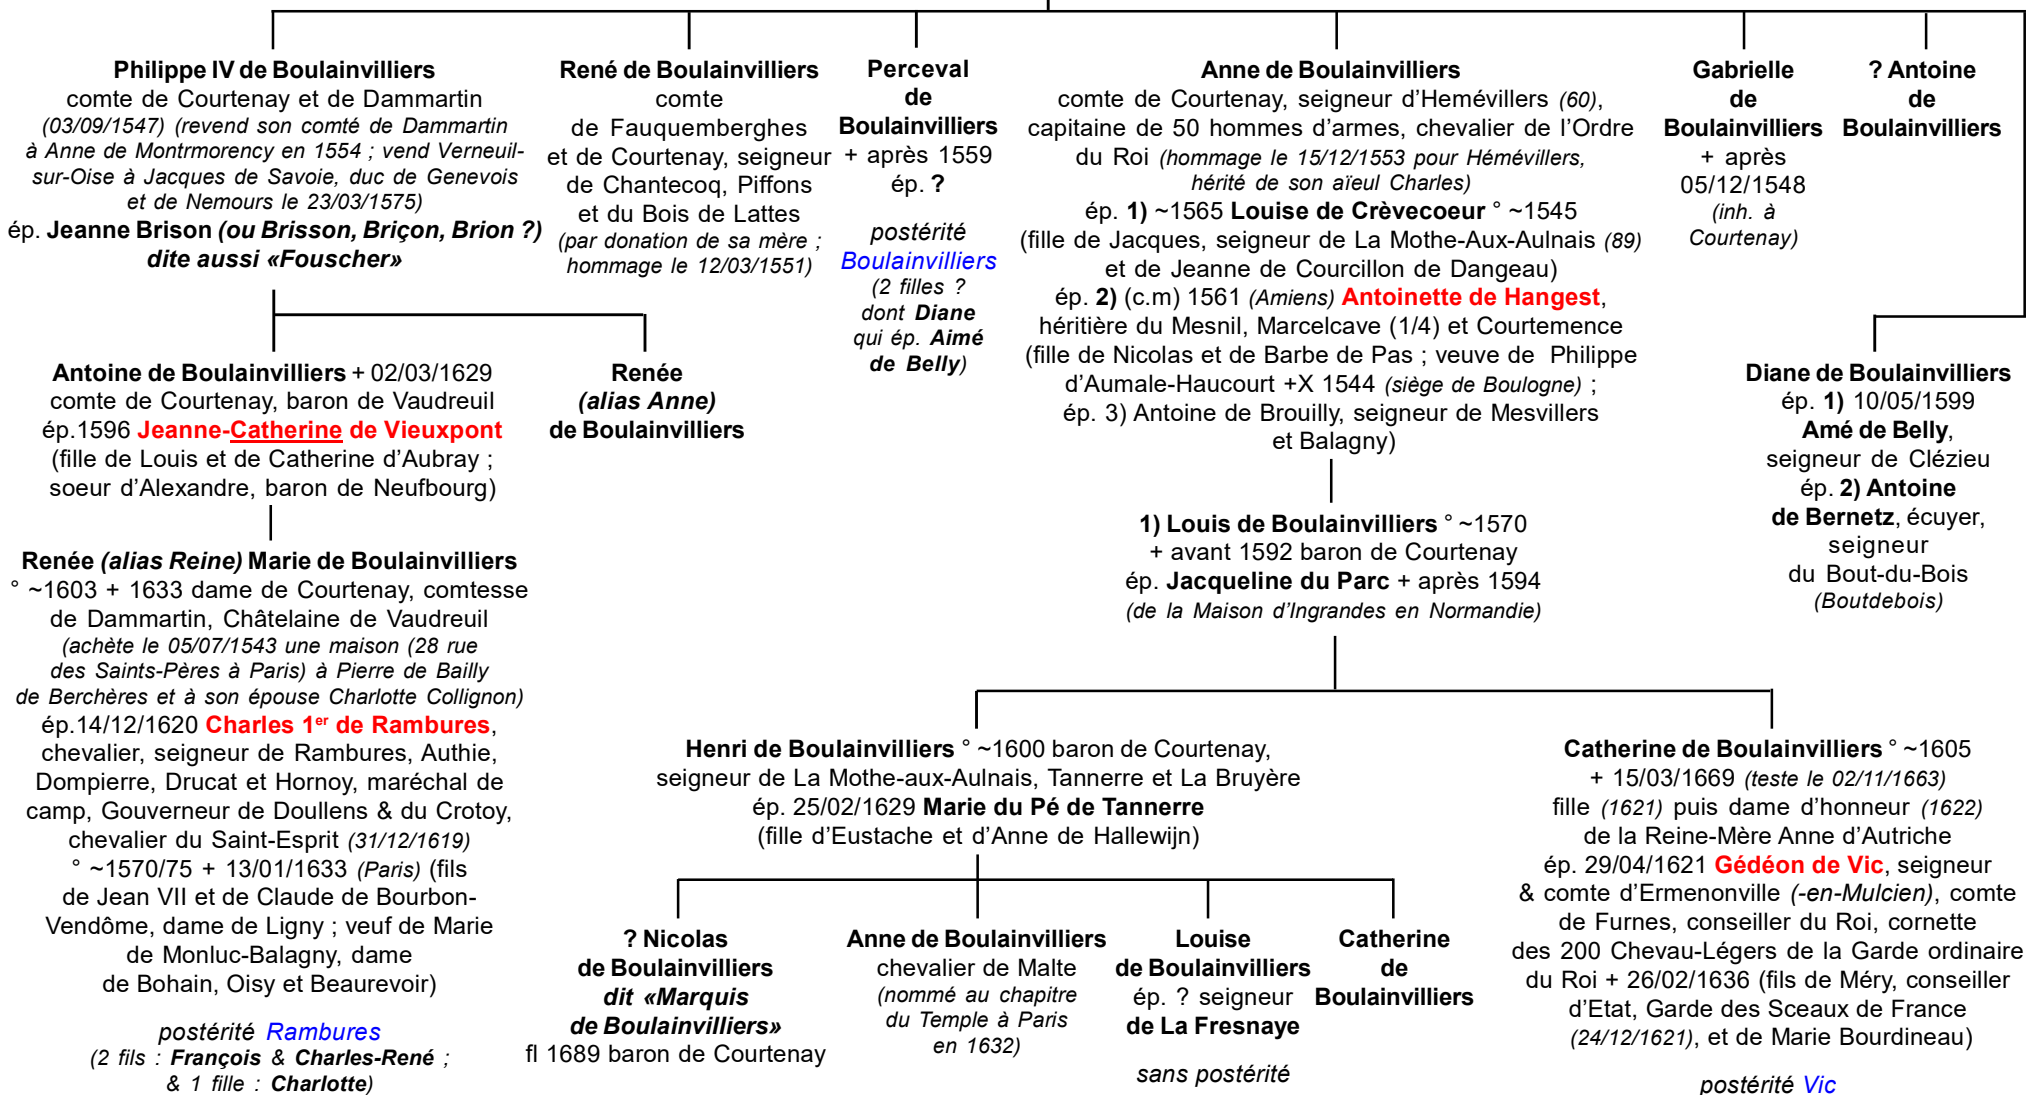 Philippe IV de Boulainvilliers
comte de Courtenay et de Dammartin
(03/09/1547) (revend son comté de Dammartin
à Anne de Montrmorency en 1554 ; vend Verneuil-
sur-Oise à Jacques de Savoie, duc de Genevois
et de Nemours le 23/03/1575)
ép. Jeanne Brison (ou Brisson, Briçon, Brion ?)
dite aussi «Fouscher»
René de Boulainvilliers
comte
de Fauquemberghes
et de Courtenay, seigneur
de Chantecoq, Piffons
et du Bois de Lattes
(par donation de sa mère ;
hommage le 12/03/1551)
Perceval
de
Boulainvilliers
+ après 1559
ép. ?
postérité
Boulainvilliers
(2 filles ?
dont Diane
qui ép. Aimé
de Belly)
Anne de Boulainvilliers
comte de Courtenay, seigneur d'Hemévillers (60),
capitaine de 50 hommes d'armes, chevalier de l'Ordre
du Roi (hommage le 15/12/1553 pour Hémévillers,
hérité de son aïeul Charles)
ép. 1) ~1565 Louise de Crèvecoeur ° ~1545
(fille de Jacques, seigneur de La Mothe-Aux-Aulnais (89)
et de Jeanne de Courcillon de Dangeau)
ép. 2) (c.m) 1561 (Amiens) Antoinette de Hangest,
héritière du Mesnil, Marcelcave (1/4) et Courtemence
(fille de Nicolas et de Barbe de Pas ; veuve de Philippe
d'Aumale-Haucourt +X 1544 (siège de Boulogne) ;
ép. 3) Antoine de Brouilly, seigneur de Mesvillers
et Balagny)
Gabrielle
de
Boulainvilliers
+ après
05/12/1548
(inh. à
Courtenay)
? Antoine
de
Boulainvilliers
Diane de Boulainvilliers
ép. 1) 10/05/1599
Amé de Belly,
seigneur de Clézieu
ép. 2) Antoine
de Bernetz, écuyer,
seigneur
du Bout-du-Bois
(Boutdebois)
Antoine de Boulainvilliers + 02/03/1629
comte de Courtenay, baron de Vaudreuil
ép.1596 Jeanne-Catherine de Vieuxpont
(fille de Louis et de Catherine d'Aubray ;
soeur d'Alexandre, baron de Neufbourg)
Renée
(alias Anne)
de Boulainvilliers
Renée (alias Reine) Marie de Boulainvilliers
° ~1603 + 1633 dame de Courtenay, comtesse
de Dammartin, Châtelaine de Vaudreuil
(achète le 05/07/1543 une maison (28 rue
des Saints-Pères à Paris) à Pierre de Bailly
de Berchères et à son épouse Charlotte Collignon)
ép.14/12/1620 Charles 1er de Rambures,
chevalier, seigneur de Rambures, Authie,
Dompierre, Drucat et Hornoy, maréchal de
camp, Gouverneur de Doullens & du Crotoy,
chevalier du Saint-Esprit (31/12/1619)
° ~1570/75 + 13/01/1633 (Paris) (fils
de Jean VII et de Claude de Bourbon-
Vendôme, dame de Ligny ; veuf de Marie
de Monluc-Balagny, dame
de Bohain, Oisy et Beaurevoir)
postérité Rambures
(2 fils : François & Charles-René ;
& 1 fille : Charlotte)
1) Louis de Boulainvilliers ° ~1570
+ avant 1592 baron de Courtenay
ép. Jacqueline du Parc + après 1594
(de la Maison d'Ingrandes en Normandie)
Henri de Boulainvilliers ° ~1600 baron de Courtenay,
seigneur de La Mothe-aux-Aulnais, Tannerre et La Bruyère
ép. 25/02/1629 Marie du Pé de Tannerre
(fille d'Eustache et d'Anne de Hallewijn)
Catherine de Boulainvilliers ° ~1605
+ 15/03/1669 (teste le 02/11/1663)
fille (1621) puis dame d'honneur (1622)
de la Reine-Mère Anne d'Autriche
ép. 29/04/1621 Gédéon de Vic, seigneur
& comte d'Ermenonville (-en-Mulcien), comte
de Furnes, conseiller du Roi, cornette
des 200 Chevau-Légers de la Garde ordinaire
du Roi + 26/02/1636 (fils de Méry, conseiller
d'Etat, Garde des Sceaux de France
(24/12/1621), et de Marie Bourdineau)
postérité Vic
? Nicolas
de Boulainvilliers
dit «Marquis
de Boulainvilliers»
fl 1689 baron de Courtenay
Anne de Boulainvilliers
chevalier de Malte
(nommé au chapitre
du Temple à Paris
en 1632)
Louise
de Boulainvilliers
ép. ? seigneur
de La Fresnaye
sans postérité
Catherine
de
Boulainvilliers